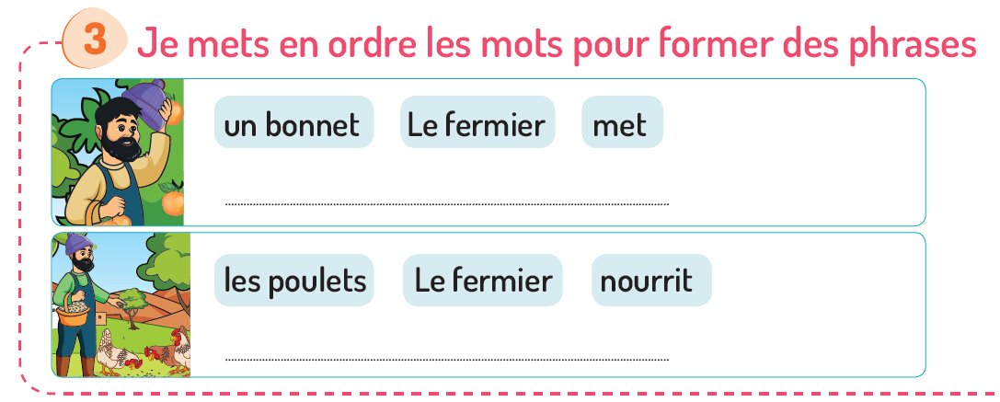 3 Je mets en ordre les mots pour former des phrases
un bonnet Le fermier met
les poulets Le fermier nourrit